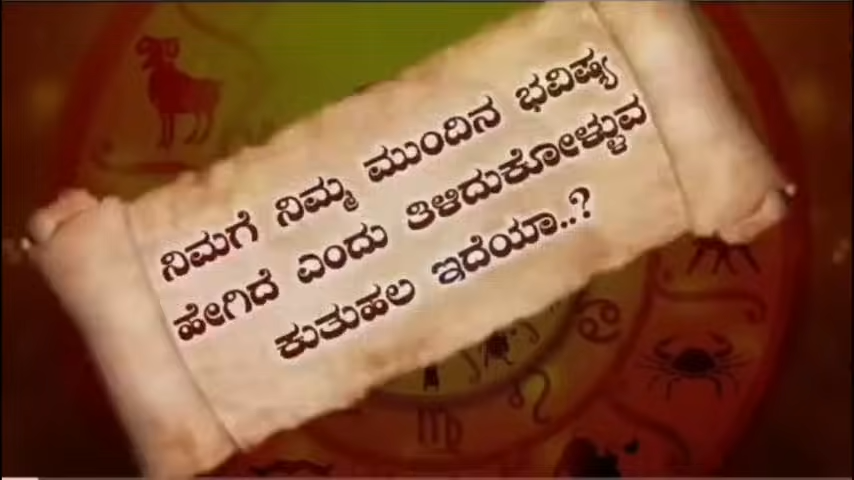 ನಿಮಗೆ ನಿಮ್ಮ ಮುಂದಿನ ಭವಿಷ್ಯ
ಹೇಗಿದೆ ಎಂದು ತಿಳಿದುಕೋಳ್ಳುವ
ಕುತುಹಲ ಇದೆಯಾ..?